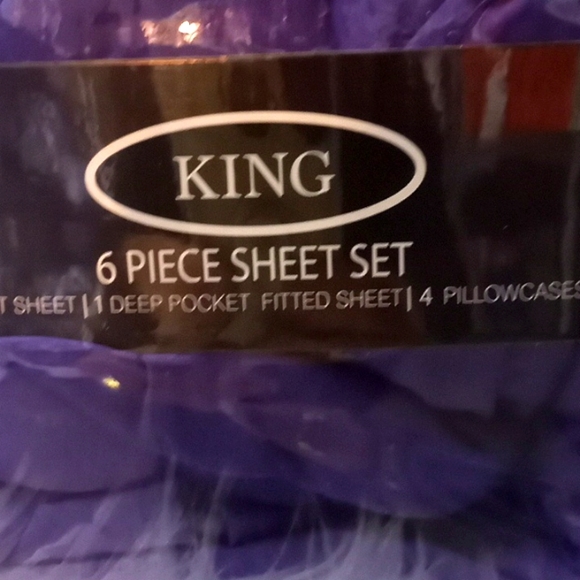 KING
6 PIECE SHEET SET
T SHEET | 1 DEEP POCKET FITTED SHEET | 4 PILLOWCASES